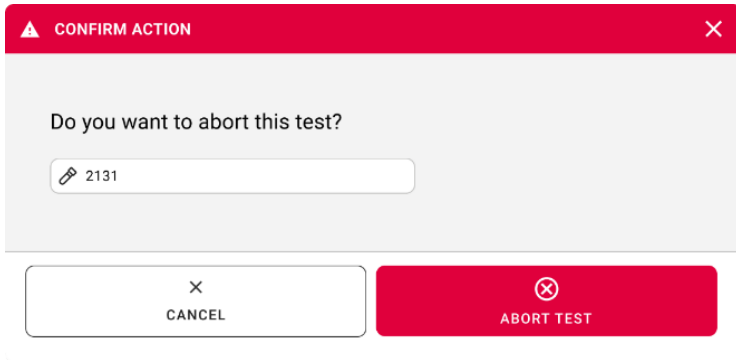 CONFIRM ACTION
Do you want to abort this test?
2131
CANCEL
ABORT TEST